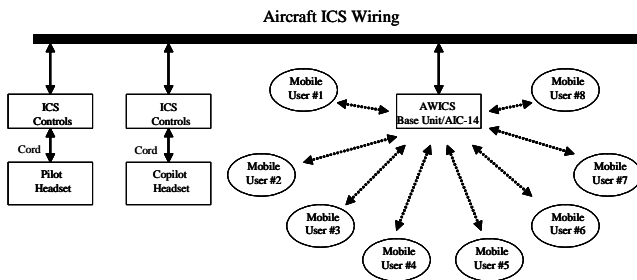 Aircraft ICS Wiring
ICS
Controls
ICS
Controls
AWICS
Base Unit/AIC-14
Mobile
User #1
Mobile
User #8
Cord
Cord
Pilot
Headset
Copilot
Headset
Mobile
User #2
Mobile
User #7
Mobile
User #3
Mobile
User #6
Mobile
User #4
Mobile
User #5